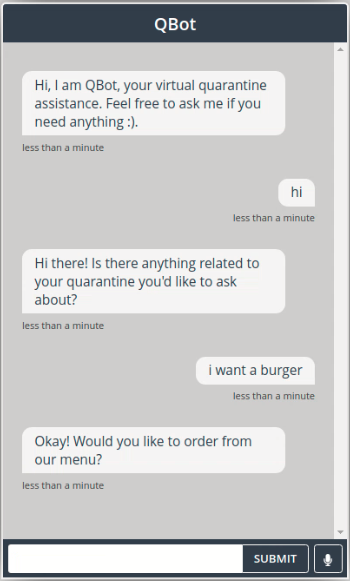 QBot
Hi, I am QBot, your virtual quarantine
assistance. Feel free to ask me if you
need anything :).
less than a minute
hi
less than a minute
Hi there! Is there anything related to
your quarantine you'd like to ask
about?
less than a minute
i want a burger
less than a minute
Okay! Would you like to order from
our menu?
less than a minute
SUBMIT